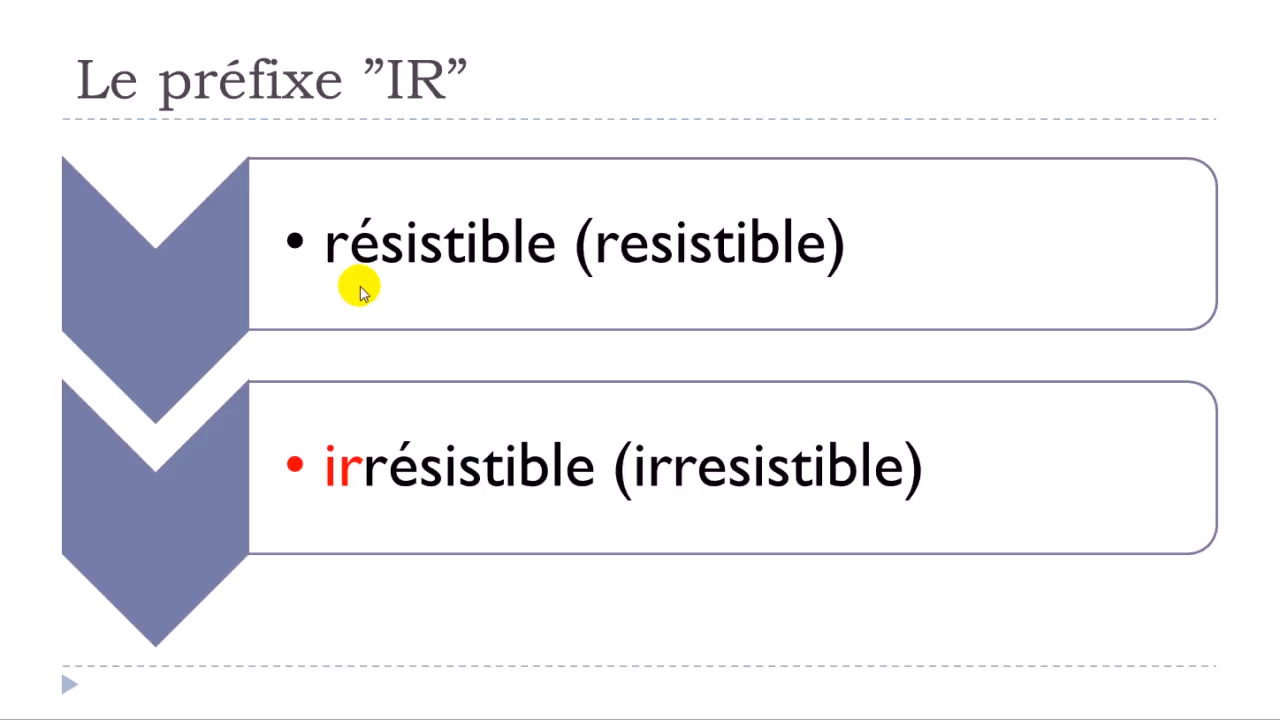 Le préfixe ”IR”
• résistible (resistible)
• irrésistible (irresistible)